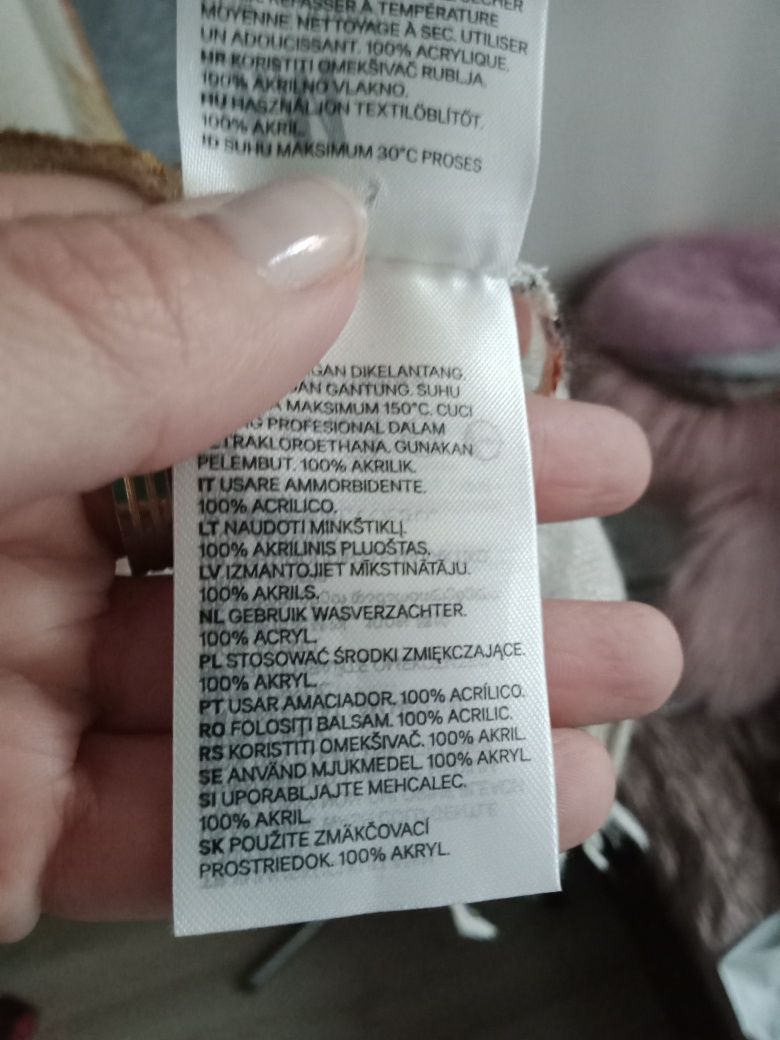 REPASSER À TEMPÉRATURE
MOYENNE. NETTOYAGE À SEC. UTILISER
UN ADOUCISSANT. 100% ACRYLIQUE.
HR KORISTITI OMEKŠIVAČ RUBLJA.
100% AKRILNO VLAKNO.
HU HASZNÁLJON TEXTILÖBLÍTŐT.
100% AKRIL.
ID SUHU MAKSIMUM 30°C PROSES
DIKELANTANG.
GANTUNG. SUHU
MAKSIMUM 150°C. CUCI
PROFESIONAL DALAM
GUNAKAN
PELEMBUT. 100% AKRILIK.
IT USARE AMMORBIDENTE.
100% ACRILICO.
LT NAUDOTI MINKŠTIKLĮ.
100% AKRILINIS PLUOŠTAS.
LV IZMANTOJIET MĪKSTINĀTĀJU.
100% AKRILS.
NL GEBRUIK WASVERZACHTER.
100% ACRYL.
PL STOSOWAĆ ŚRODKI ZMIĘKCZAJĄCE.
100% AKRYL.
PT USAR AMACIADOR. 100% ACRÍLICO.
RO FOLOSIȚI BALSAM. 100% ACRILIC.
RS KORISTITI OMEKŠIVAČ. 100% AKRIL.
SE ANVÄND MJUKMEDEL. 100% AKRYL.
SI UPORABLJAJTE MEHČALEC.
100% AKRIL.
SK POUŽITE ZMÄKČOVACÍ
PROSTRIEDOK. 100% AKRYL.